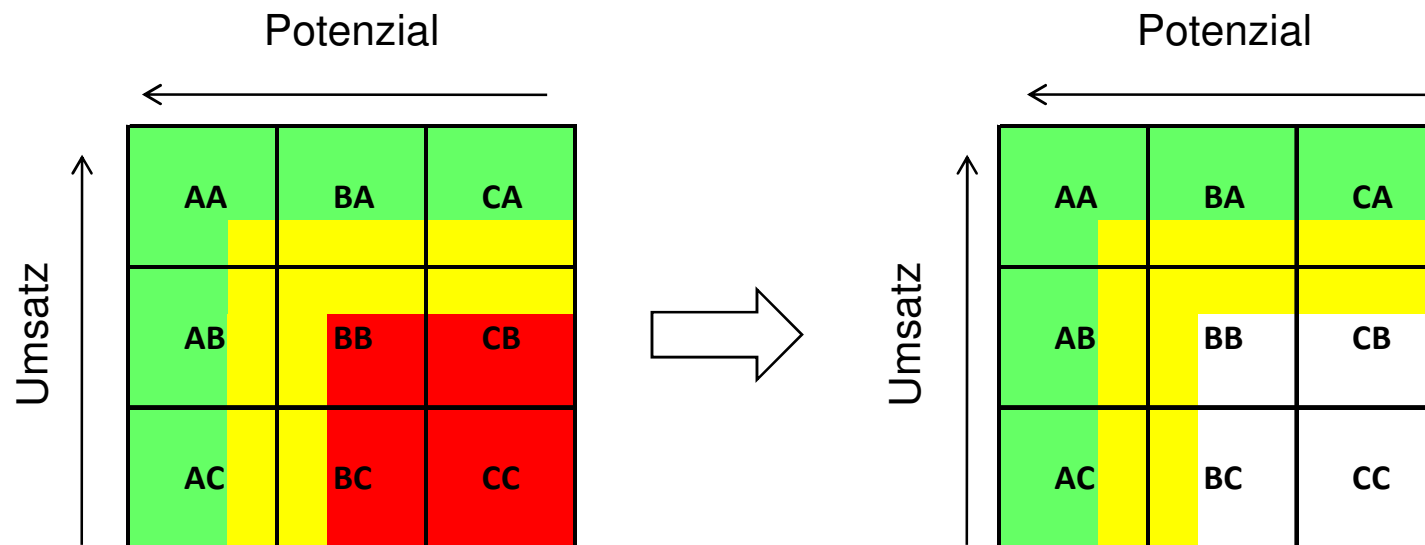 Potenzial
Umsatz
AA BA CA
AB BB CB
AC BC CC
Potenzial
Umsatz
AA BA CA
AB BB CB
AC BC CC